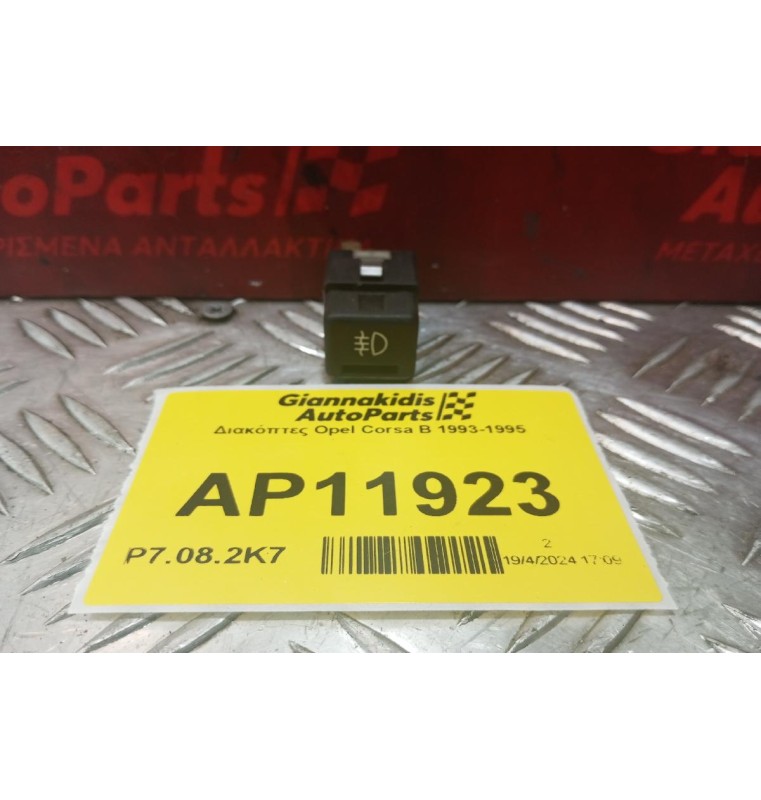 oParts
ΡΙΣΜΕΝΑ ΑΝΤΑΛΛΑΚΤΙ
ΜΕΤΑΧ
Giannakidis
AutoParts
Διακόπτες Opel Corsa B 1993-1995
AP11923
P7.08.2K7
2
19/4/2024 17:09